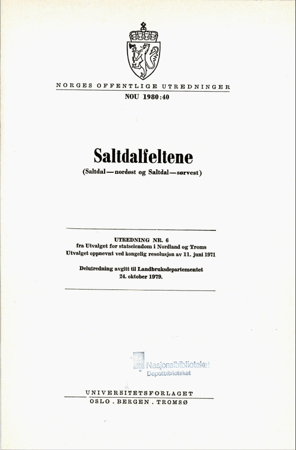 NORGES OFFENTLIGE UTREDNINGER
NOU 1980:40
Saltdalfeltene
(Saltdal — nordøst og Saltdal — sørvest)
UTREDNING NR. 6
fra Utvalget for statseiendom i Nordland og Troms
Utvalget oppnevnt ved kongelig resolusjon av 11. juni 1971
Delutredning avgitt til Landbruksdepartementet
24. oktober 1979.
Nasjonalbiblioteket
Depotbiblioteket
UNIVERSITETSFORLAGET
OSLO . BERGEN . TROMSØ